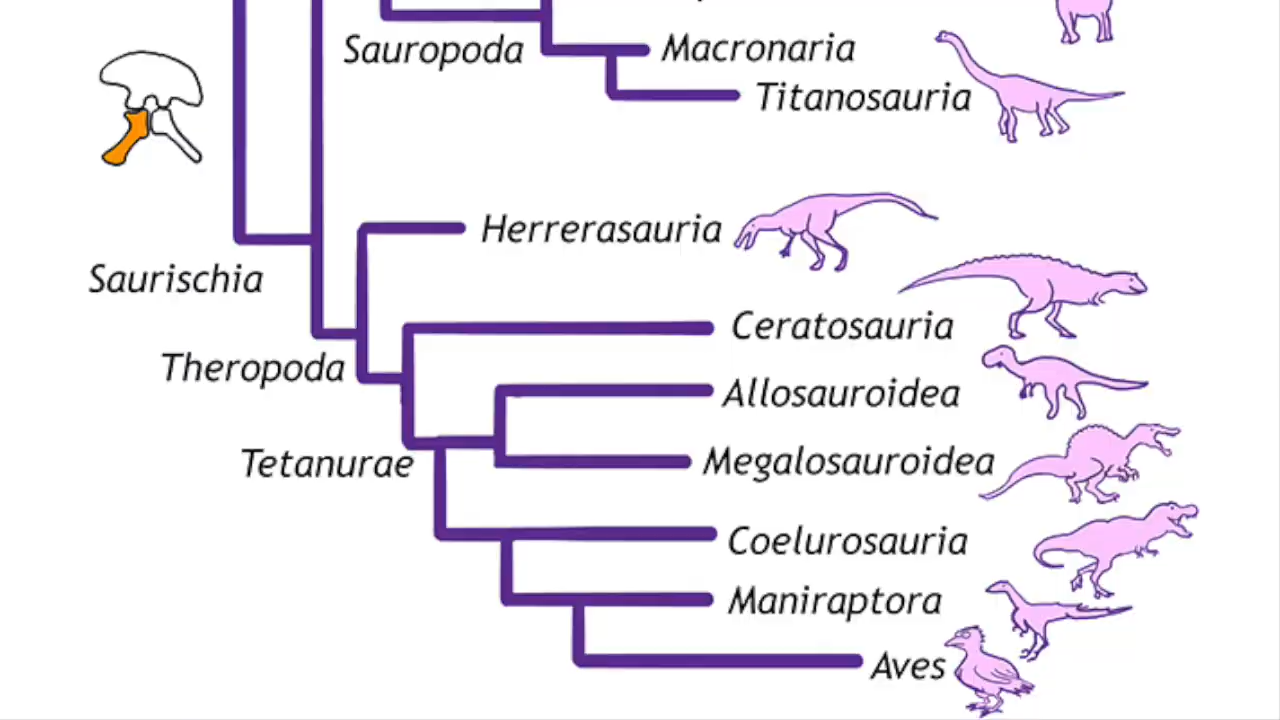 Sauropoda
Macronaria
Titanosauria
Herrerasauria
Saurischia
Ceratosauria
Theropoda
Allosauroidea
Tetanurae
Megalosauroidea
Coelurosauria
Maniraptora
Aves